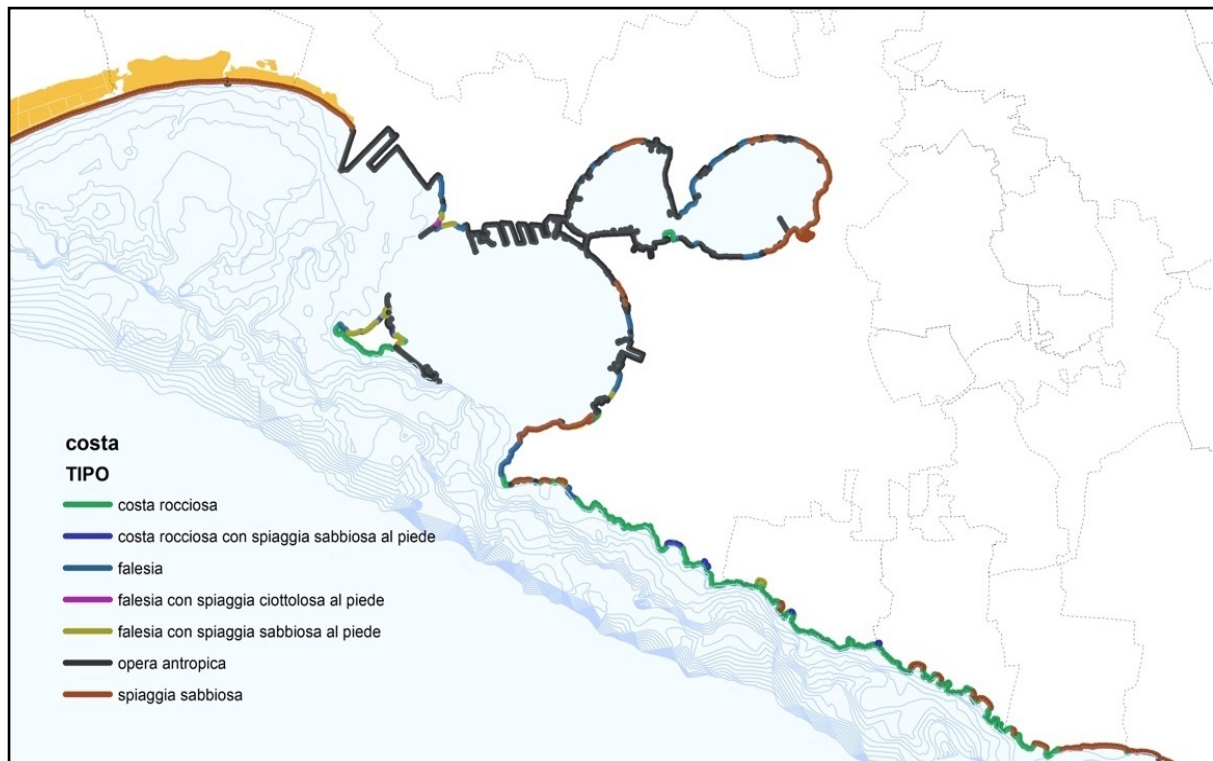 costa
TIPO
costa rocciosa
costa rocciosa con spiaggia sabbiosa al piede
falesia
falesia con spiaggia ciottolosa al piede
falesia con spiaggia sabbiosa al piede
opera antropica
spiaggia sabbiosa